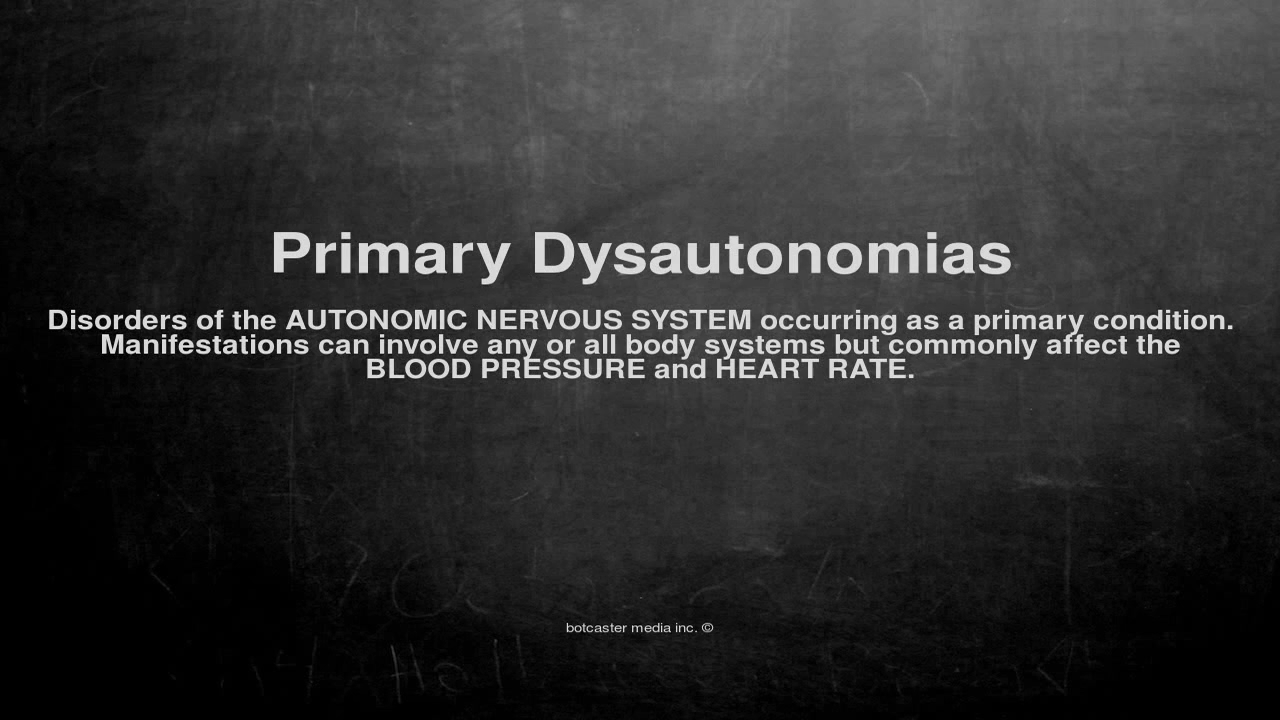 Primary Dysautonomias
Disorders of the AUTONOMIC NERVOUS SYSTEM occurring as a primary condition.
Manifestations can involve any or all body systems but commonly affect the
BLOOD PRESSURE and HEART RATE.
botcaster media inc. ©